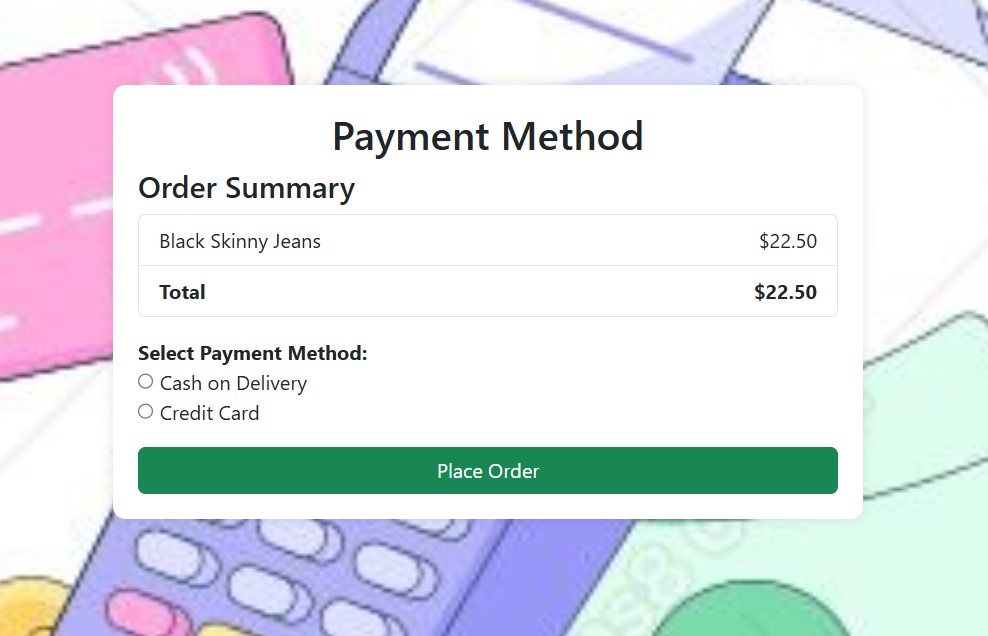 Payment Method
Order Summary
Black Skinny Jeans $22.50
Total $22.50
Select Payment Method:
Cash on Delivery
Credit Card
Place Order